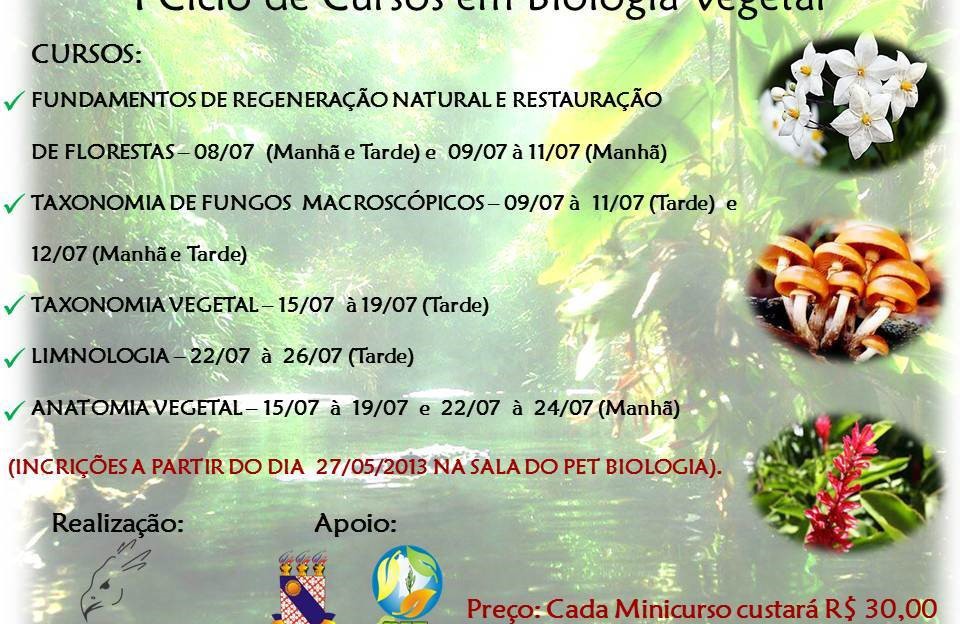 I Ciclo de Cursos em Biologia Vegetal
CURSOS:
FUNDAMENTOS DE REGENERAÇÃO NATURAL E RESTAURAÇÃO
DE FLORESTAS – 08/07 (Manhã e Tarde) e 09/07 à 11/07 (Manhã)
TAXONOMIA DE FUNGOS MACROSCÓPICOS – 09/07 à 11/07 (Tarde) e
12/07 (Manhã e Tarde)
TAXONOMIA VEGETAL – 15/07 à 19/07 (Tarde)
LIMNOLOGIA – 22/07 à 26/07 (Tarde)
ANATOMIA VEGETAL – 15/07 à 19/07 e 22/07 à 24/07 (Manhã)
(INCRIÇÕES A PARTIR DO DIA 27/05/2013 NA SALA DO PET BIOLOGIA).
Realização: Apoio:
Preço: Cada Minicurso custará R$ 30,00